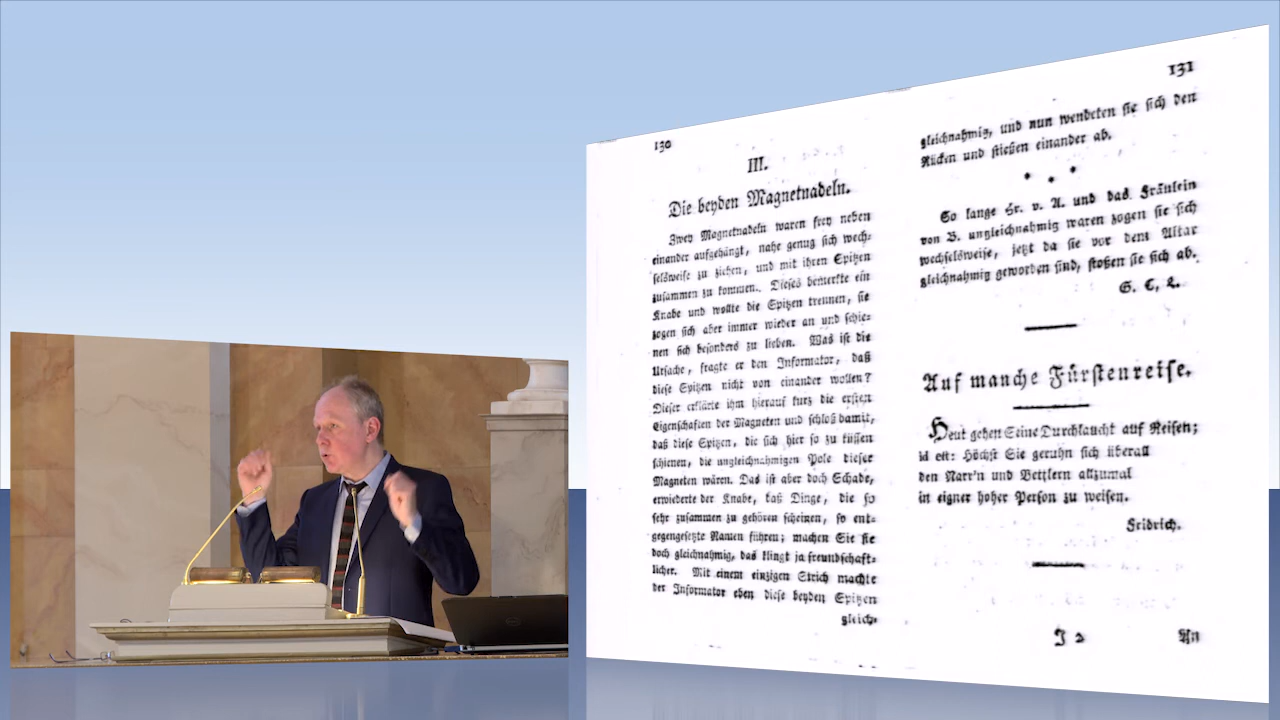 130
III.
Die beyden Magnetnadeln.
Zwey Magnetnadeln waren frey neben
einander aufgehängt, nahe genug sich wech-
selsweise zu ziehen, und mit ihren Spitzen
zusammen zu kommen. Dieses bemerkte ein
Knabe und wollte die Spitzen trennen, sie
zogen sich aber immer wieder an und schie-
nen sich besonders zu lieben. Was ist die
Ursache, fragte er den Informator, daß
diese Spitzen nicht von einander wollen?
Dieser erklärte ihm hierauf kurz die ersten
Eigenschaften der Magneten und schloß damit,
daß diese Spitzen, die sich hier so zu küssen
schienen, die ungleichnahmigen Pole dieser
Magneten wären. Das ist aber doch Schade,
erwiederte der Knabe, daß Dinge, die so
sehr zusammen zu gehören scheinen, so ent-
gegengesetzte Namen führen; machen Sie sie
doch gleichnahmig, das klingt ja freundschaft-
licher. Mit einem einzigen Strich machte
der Informator eben diese beyden Spitzen
gleich-
131
gleichnahmig, und nun wendeten sie sich den
Rücken und stießen einander ab.
* * *
So lange Hr. v. A. und das Fräulein
von B. ungleichnahmig waren zogen sie sich
wechselsweise, jetzt da sie vor dem Altar
gleichnahmig geworden sind, stoßen sie sich ab.
G. C. L.
Auf manche Fürstenreise.
Heut gehen Seine Durchlaucht auf Reisen;
id est: Höchst Sie geruhn sich überall
den Narr'n und Bettlern allzumal
in eigner hoher Person zu weisen.
Fridrich.
J 2
An